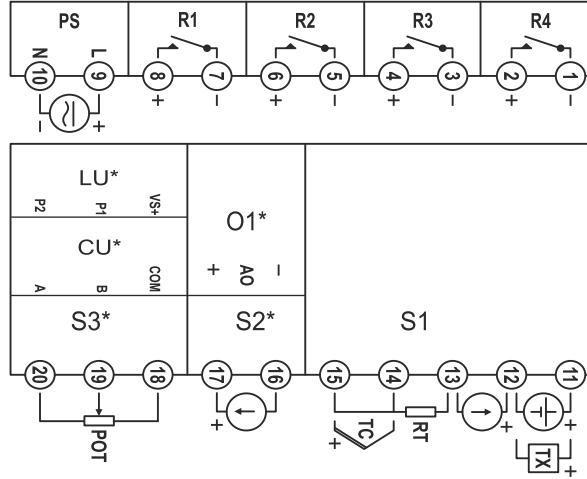 PS R1 R2 R3 R4
N L
10 9 8 7 6 5 4 3 2 1
- + + - + - + - + -
LU*
P2 P1 VS+
O1*
CU*
+ AO -
A B COM
S3* S2* S1
20 19 18 17 16 15 14 13 12 11
+ + + +
POT TC RT TX
+ +